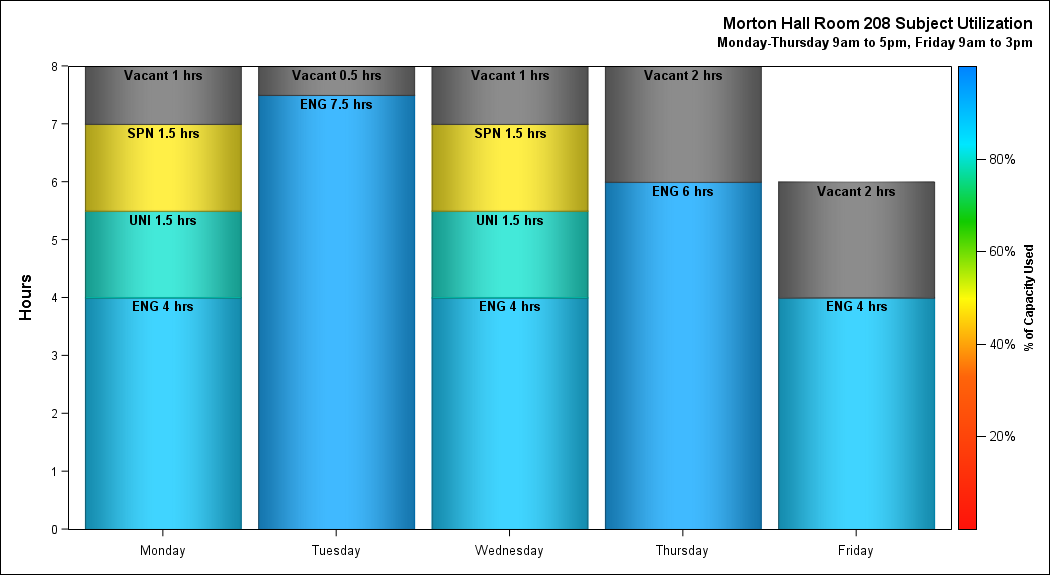 Morton Hall Room 208 Subject Utilization
Monday-Thursday 9am to 5pm, Friday 9am to 3pm
Hours
8
7
6
5
4
3
2
1
0
Vacant 1 hrs
SPN 1.5 hrs
UNI 1.5 hrs
ENG 4 hrs
Vacant 0.5 hrs
ENG 7.5 hrs
Vacant 1 hrs
SPN 1.5 hrs
UNI 1.5 hrs
ENG 4 hrs
Vacant 2 hrs
ENG 6 hrs
Vacant 2 hrs
ENG 4 hrs
Monday Tuesday Wednesday Thursday Friday
80%
60%
40%
20%
% of Capacity Used